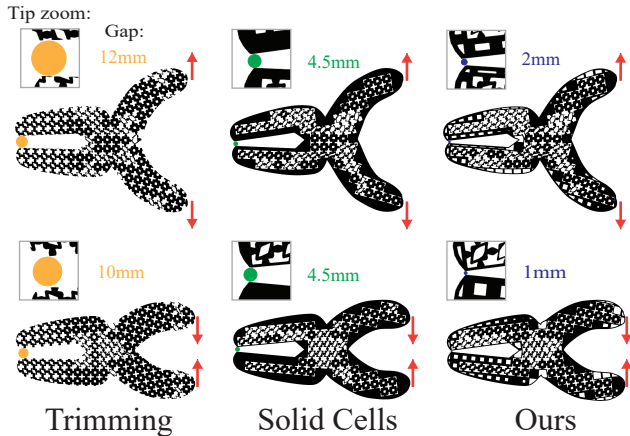 Tip zoom:
Gap:
12mm
4.5mm
2mm
10mm
4.5mm
1mm
Trimming
Solid Cells
Ours